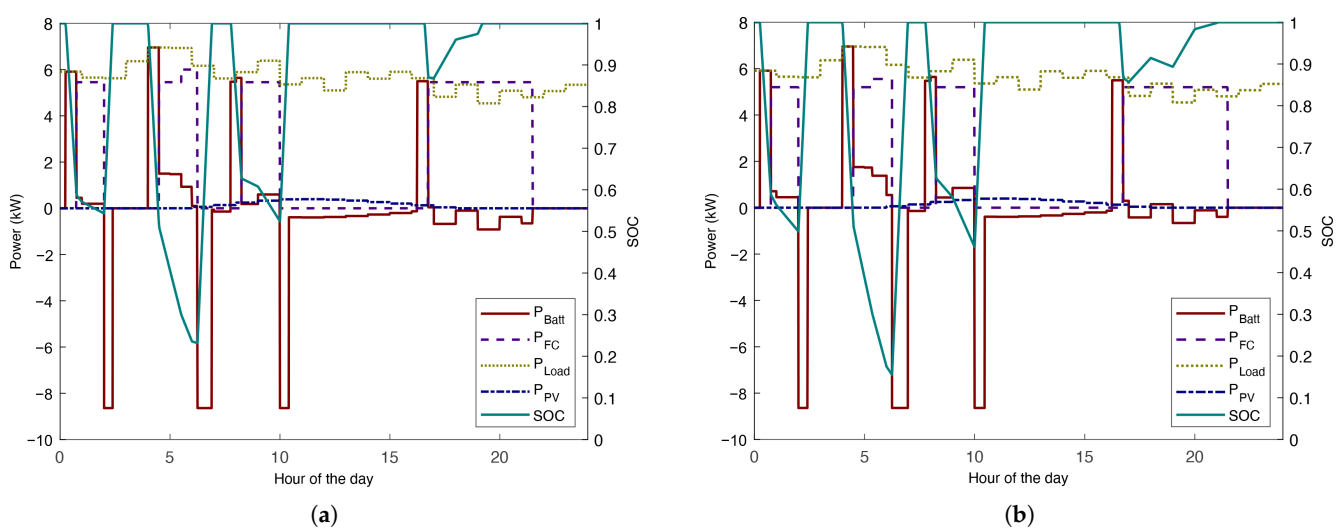 8
6
4
2
0
−2
−4
−6
−8
−10
Power (kW)
1
0.9
0.8
0.7
0.6
0.5
0.4
0.3
0.2
0.1
0
SOC
P_Batt
P_FC
P_Load
P_PV
SOC
0 5 10 15 20
Hour of the day
(a)
8
6
4
2
0
−2
−4
−6
−8
−10
Power (kW)
1
0.9
0.8
0.7
0.6
0.5
0.4
0.3
0.2
0.1
0
SOC
P_Batt
P_FC
P_Load
P_PV
SOC
0 5 10 15 20
Hour of the day
(b)